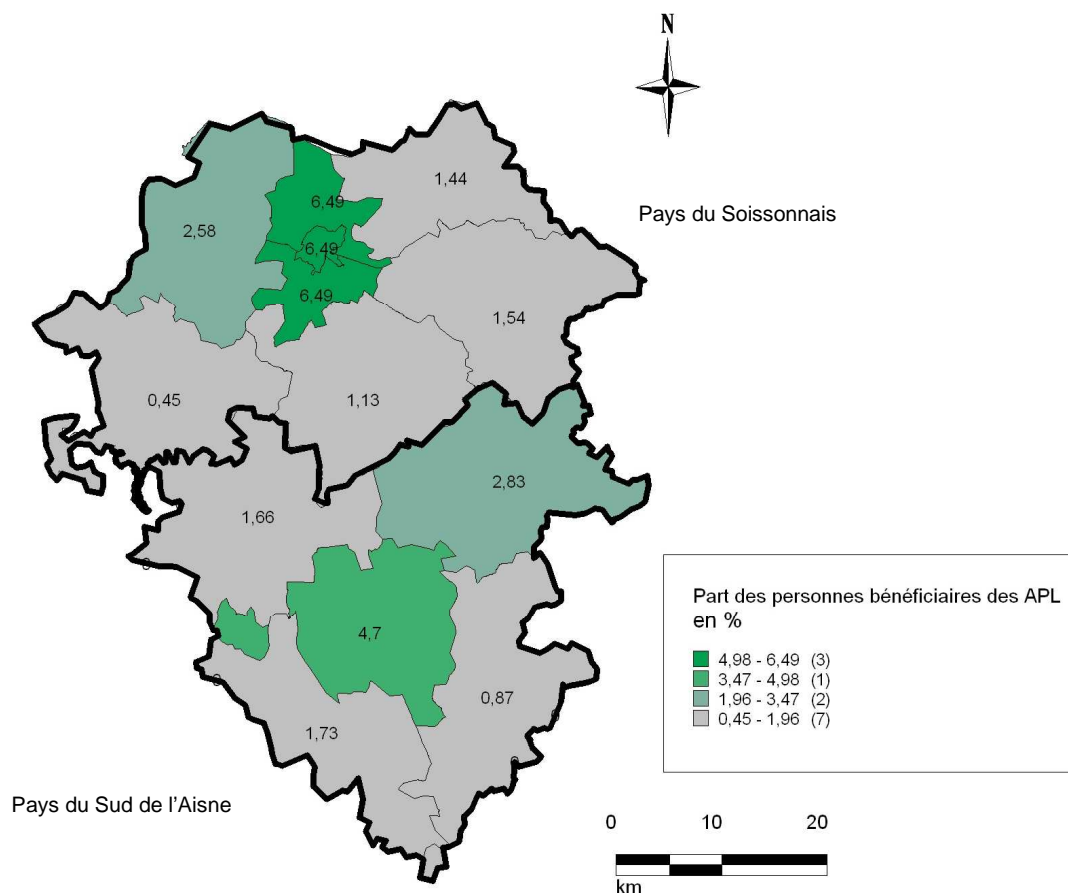 N
1,44
6,49
Pays du Soissonnais
2,58
6,49
6,49
1,54
0,45
1,13
2,83
1,66
Part des personnes bénéficiaires des APL
en %
4,98 - 6,49 (3)
3,47 - 4,98 (1)
1,96 - 3,47 (2)
0,45 - 1,96 (7)
4,7
0,87
1,73
Pays du Sud de l'Aisne
0 10 20
km